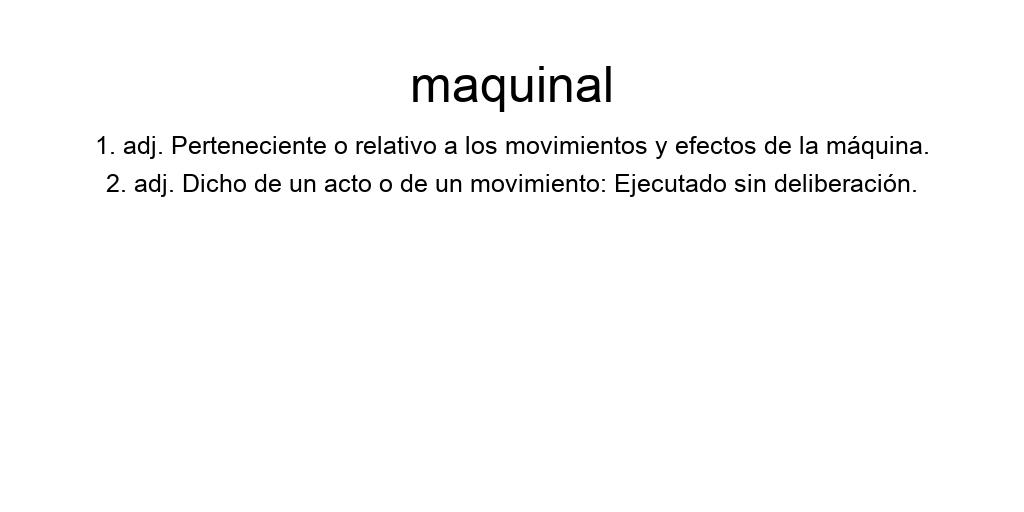 maquinal
1. adj. Perteneciente o relativo a los movimientos y efectos de la máquina.
2. adj. Dicho de un acto o de un movimiento: Ejecutado sin deliberación.